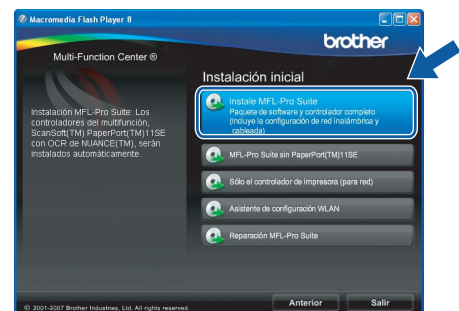 Macromedia Flash Player 8
brother
Multi-Function Center ®
Instalación inicial
Instalación MFL-Pro Suite: Los
controladores del multifunción,
ScanSoft(TM) PaperPort(TM)11SE
con OCR de NUANCE(TM), serán
instalados automáticamente.
Instale MFL-Pro Suite
Paquete de software y controlador completo
(incluye la configuración de red inalámbrica y
cableada)
MFL-Pro Suite sin PaperPort(TM)11SE
Sólo el controlador de impresora (para red)
Asistente de configuración WLAN
Reparación MFL-Pro Suite
© 2001-2007 Brother Industries, Ltd. All rights reserved.
Anterior
Salir